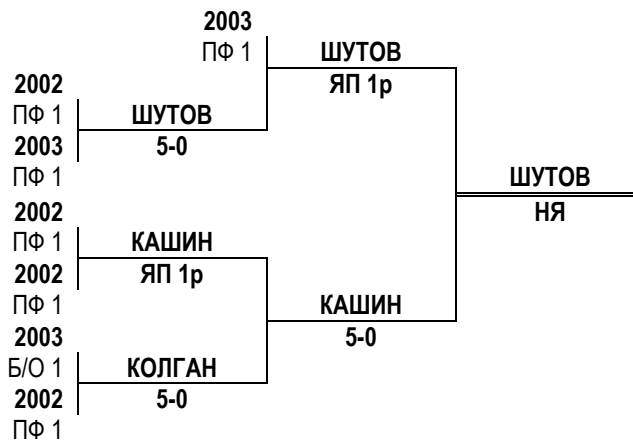 2003
ПФ 1
ШУТОВ
ЯП 1р
2002
ПФ 1
ШУТОВ
2003
5-0
ПФ 1
ШУТОВ
НЯ
2002
ПФ 1
КАШИН
2002
ЯП 1р
ПФ 1
КАШИН
5-0
2003
Б/О 1
КОЛГАН
2002
5-0
ПФ 1